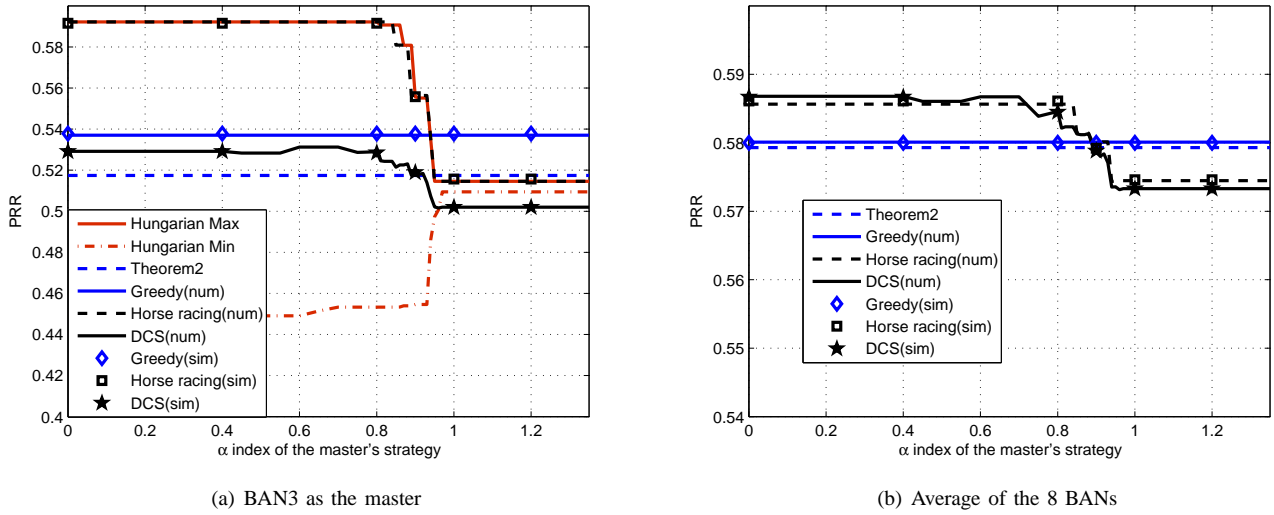 0.58
0.56
0.54
0.52
0.5
0.48
0.46
0.44
0.42
0.4
PRR
Hungarian Max
Hungarian Min
Theorem2
Greedy(num)
Horse racing(num)
DCS(num)
Greedy(sim)
Horse racing(sim)
DCS(sim)
0 0.2 0.4 0.6 0.8 1 1.2
α index of the master's strategy
(a) BAN3 as the master
0.59
0.58
0.57
0.56
0.55
0.54
PRR
Theorem2
Greedy(num)
Horse racing(num)
DCS(num)
Greedy(sim)
Horse racing(sim)
DCS(sim)
0 0.2 0.4 0.6 0.8 1 1.2
α index of the master's strategy
(b) Average of the 8 BANs